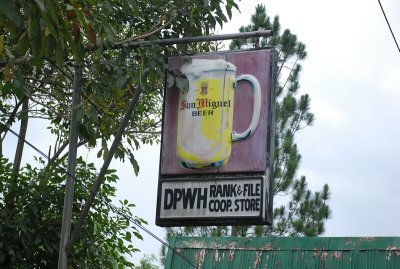 San Miguel
BEER
DPWH RANK & FILE
COOP. STORE